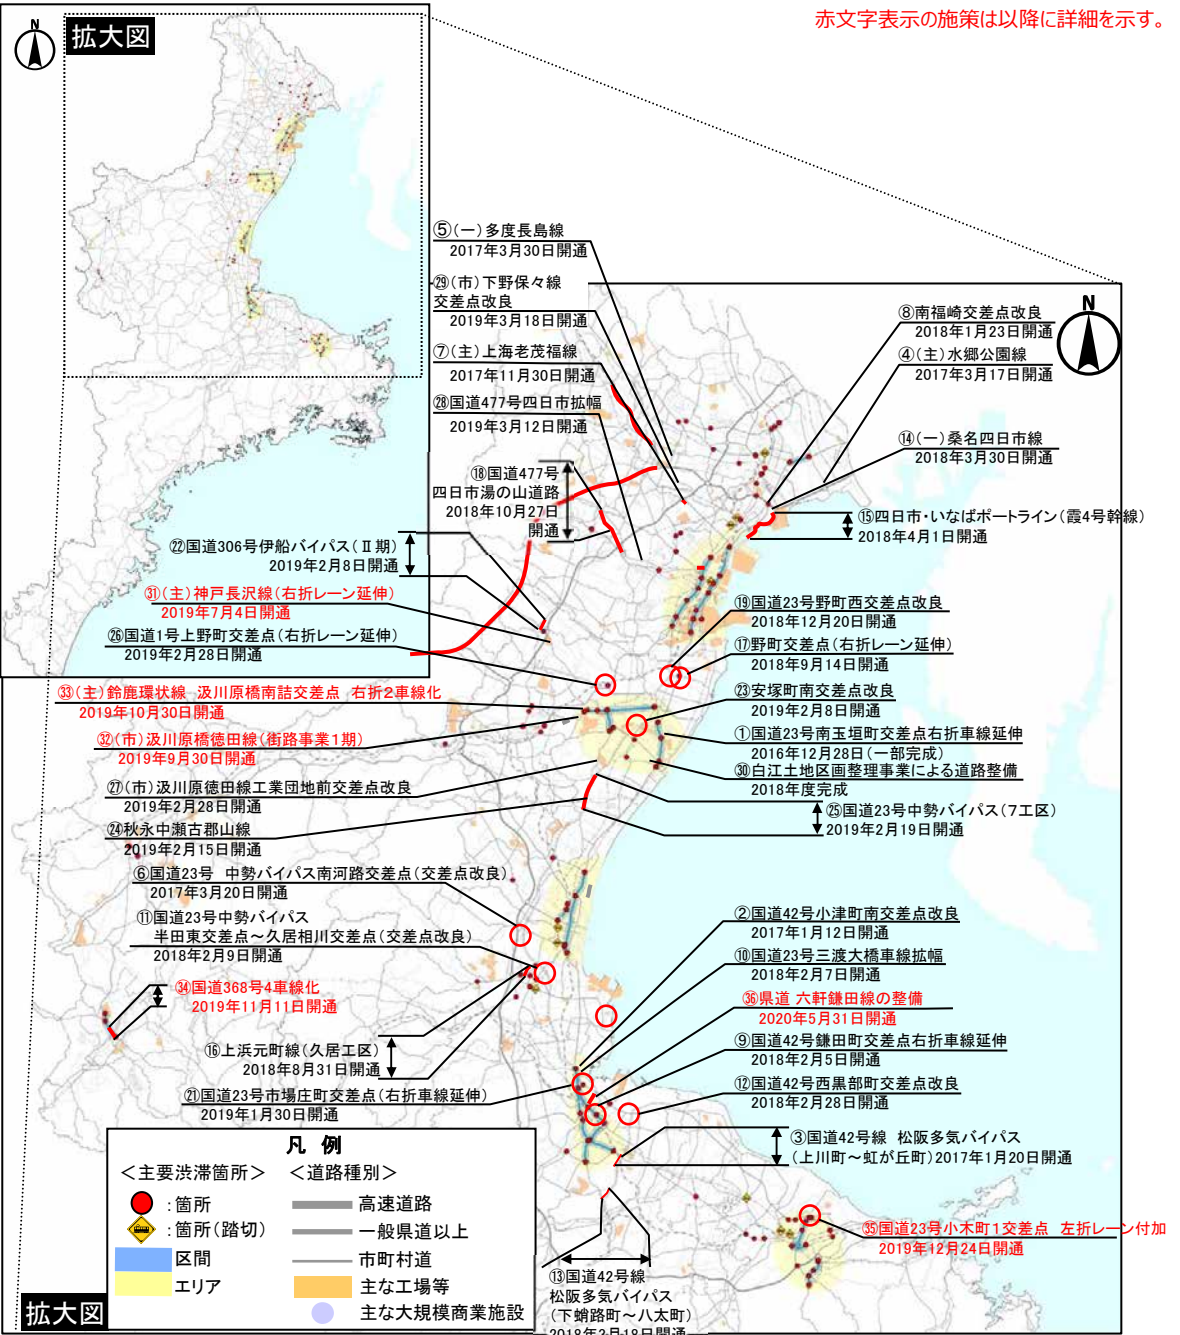 赤文字表示の施策は以降に詳細を示す。
N
拡大図
⑤(一)多度長島線
2017年3月30日開通
㉙(市)下野保々線
交差点改良
2019年3月18日開通
⑦(主)上海老茂福線
2017年11月30日開通
㉘国道477号四日市拡幅
2019年3月12日開通
⑱国道477号
四日市湯の山道路
2018年10月27日
開通
㉒国道306号伊船バイパス(Ⅱ期)
2019年2月8日開通
㉛(主)神戸長沢線(右折レーン延伸)
2019年7月4日開通
㉖国道1号上野町交差点(右折レーン延伸)
2019年2月28日開通
㉝(主)鈴鹿環状線 汲川原橋南詰交差点 右折2車線化
2019年10月30日開通
㉜(市)汲川原橋徳田線(街路事業1期)
2019年9月30日開通
㉗(市)汲川原徳田線工業団地前交差点改良
2019年2月28日開通
㉔秋永中瀬古郡山線
2019年2月15日開通
⑥国道23号 中勢バイパス南河路交差点(交差点改良)
2017年3月20日開通
⑪国道23号中勢バイパス
半田東交差点～久居相川交差点(交差点改良)
2018年2月9日開通
㉞国道368号4車線化
2019年11月11日開通
⑯上浜元町線(久居工区)
2018年8月31日開通
㉑国道23号市場庄町交差点(右折車線延伸)
2019年1月30日開通
N
⑧南福崎交差点改良
2018年1月23日開通
④(主)水郷公園線
2017年3月17日開通
⑭(一)桑名四日市線
2018年3月30日開通
⑮四日市・いなばポートライン(霞4号幹線)
2018年4月1日開通
⑲国道23号野町西交差点改良
2018年12月20日開通
⑰野町交差点(右折レーン延伸)
2018年9月14日開通
㉓安塚町南交差点改良
2019年2月8日開通
①国道23号南玉垣町交差点右折車線延伸
2016年12月28日(一部完成)
㉚白江土地区画整理事業による道路整備
2018年度完成
㉕国道23号中勢バイパス(7工区)
2019年2月19日開通
②国道42号小津町南交差点改良
2017年1月12日開通
⑩国道23号三渡大橋車線拡幅
2018年2月7日開通
㊱県道 六軒鎌田線の整備
2020年5月31日開通
⑨国道42号鎌田町交差点右折車線延伸
2018年2月5日開通
⑫国道42号西黒部町交差点改良
2018年2月28日開通
③国道42号線 松阪多気バイパス
(上川町～虹が丘町)2017年1月20日開通
㉟国道23号小木町1交差点 左折レーン付加
2019年12月24日開通
⑬国道42号線
松阪多気バイパス
(下蛸路町～八太町)
2018年3月18日開通
凡 例
＜主要渋滞箇所＞ ＜道路種別＞
：箇所 高速道路
：箇所(踏切) 一般県道以上
区間 市町村道
エリア 主な工場等
主な大規模商業施設
拡大図